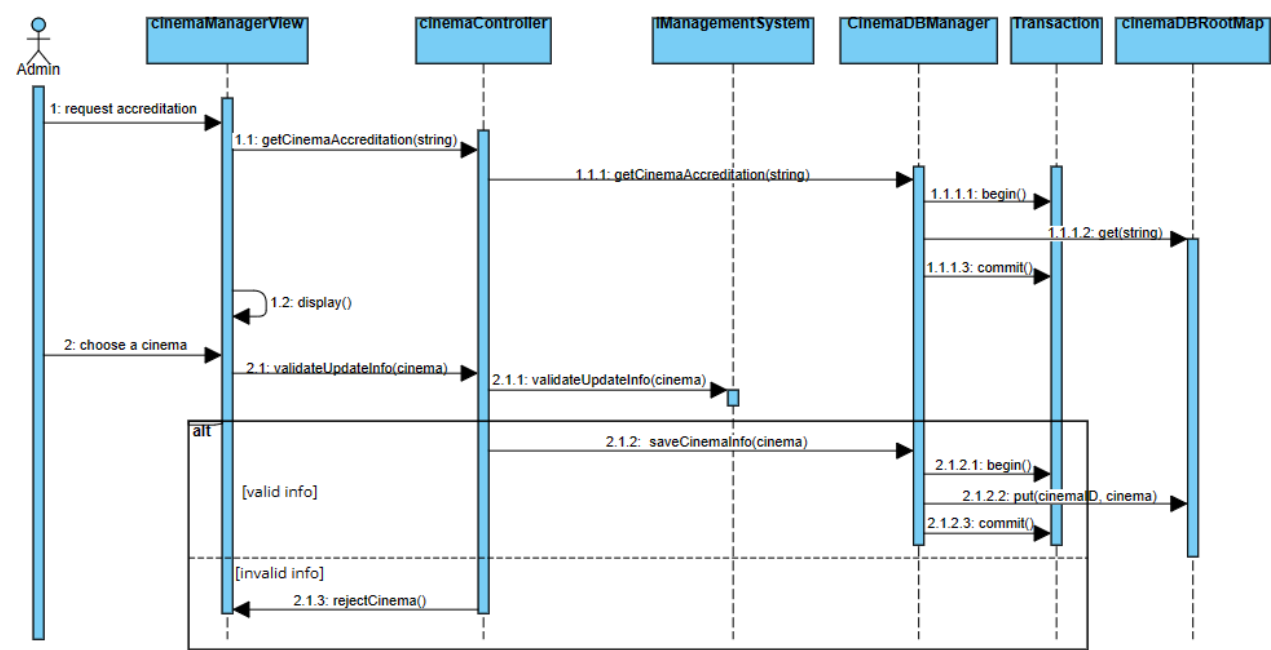 cinemaManagerView
cinemaController
IManagementSystem
CinemaDBManager
Transaction
cinemaDBRootMap
Admin
1: request accreditation
1.1: getCinemaAccreditation(string)
1.1.1: getCinemaAccreditation(string)
1.1.1.1: begin()
1.1.1.2: get(string)
1.1.1.3: commit()
1.2: display()
2: choose a cinema
2.1: validateUpdateInfo(cinema)
2.1.1: validateUpdateInfo(cinema)
alt
2.1.2: saveCinemaInfo(cinema)
2.1.2.1: begin()
[valid info]
2.1.2.2: put(cinemaID, cinema)
2.1.2.3: commit()
[invalid info]
2.1.3: rejectCinema()